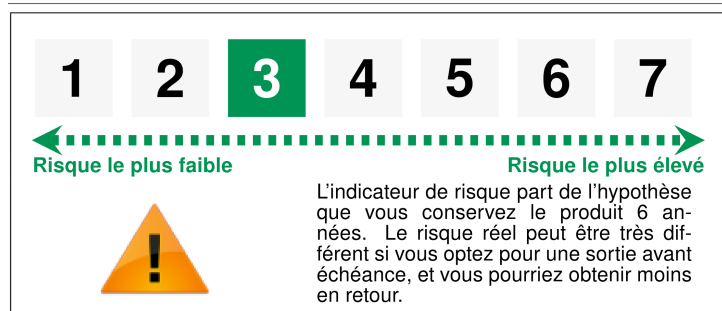 1 2 3 4 5 6 7
Risque le plus faible Risque le plus élevé
L'indicateur de risque part de l'hypothèse
que vous conservez le produit 6 an-
nées. Le risque réel peut être très dif-
férent si vous optez pour une sortie avant
échéance, et vous pourriez obtenir moins
en retour.
!